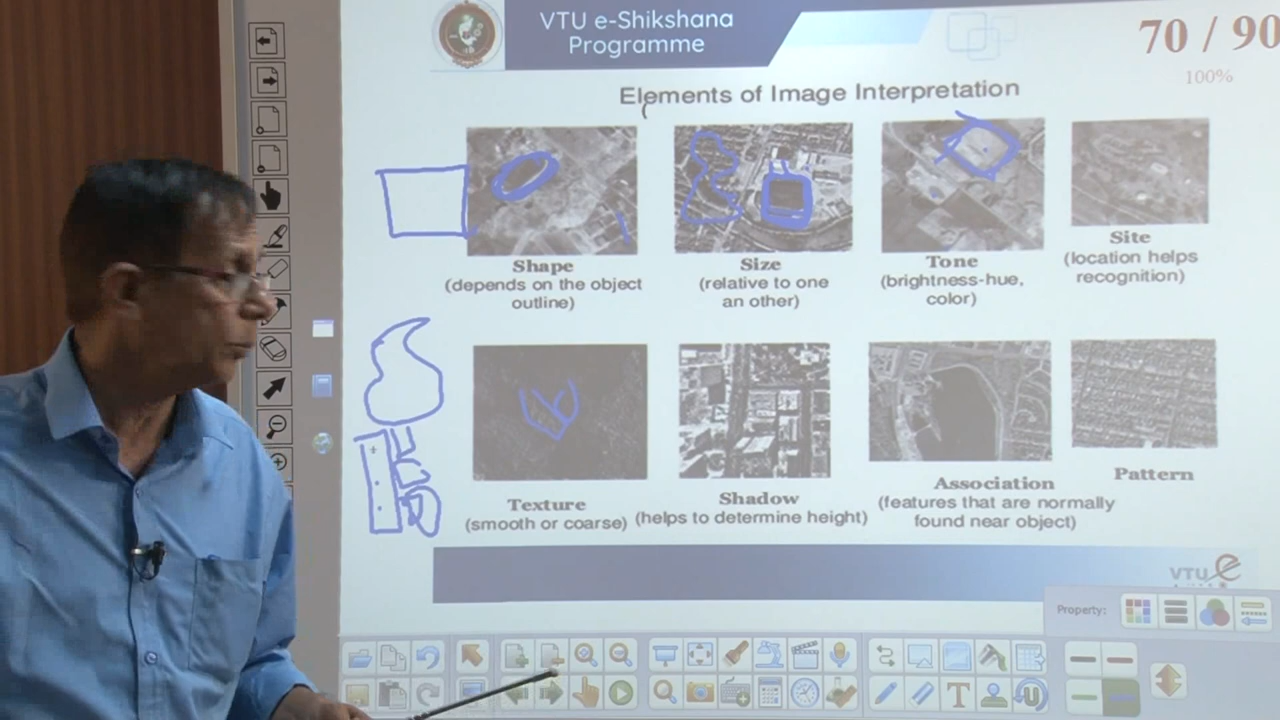 VTU e-Shikshana
Programme
70 / 90
100%
Elements of Image Interpretation
Shape
(depends on the object
outline)
Size
(relative to one
an other)
Tone
(brightness-hue,
color)
Site
(location helps
recognition)
Texture
(smooth or coarse)
Shadow
(helps to determine height)
Association
(features that are normally
found near object)
Pattern
VTU e
Property: